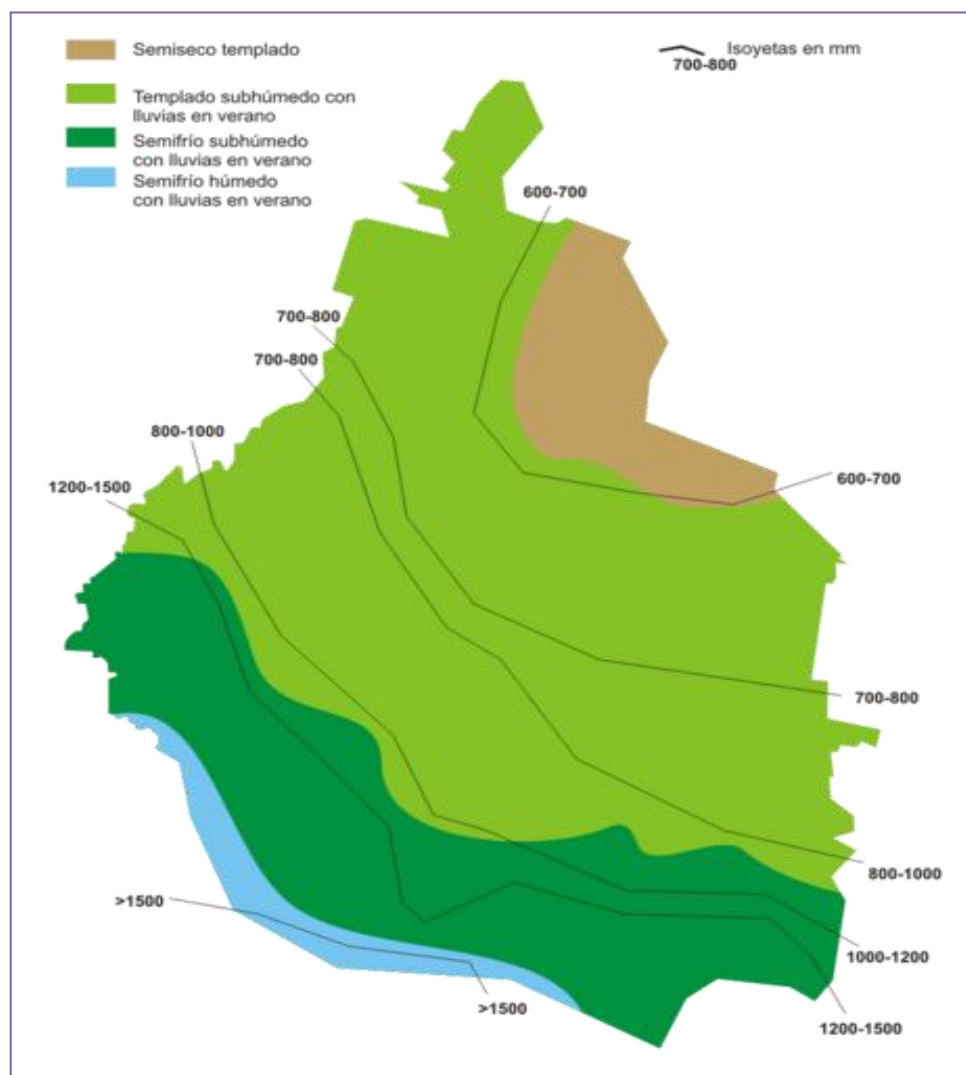 Semiseco templado
Isoyetas en mm
700-800
Templado subhúmedo con
lluvias en verano
Semifrío subhúmedo
con lluvias en verano
Semifrío húmedo
con lluvias en verano
600-700
700-800
700-800
800-1000
1200-1500
600-700
700-800
800-1000
>1500
1000-1200
>1500
1200-1500